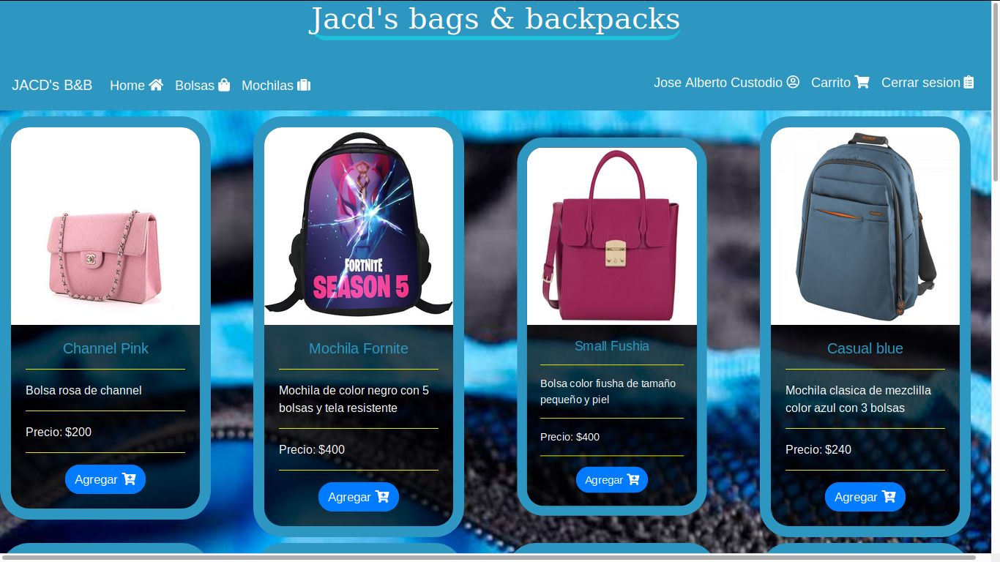 Jacd's bags & backpacks
JACD's B&B Home Bolsas Mochilas Jose Alberto Custodio Carrito Cerrar sesion
FORTNITE
SEASON 5
Channel Pink
Bolsa rosa de channel
Precio: $200
Agregar
Mochila Fornite
Mochila de color negro con 5
bolsas y tela resistente
Precio: $400
Agregar
Small Fushia
Bolsa color fiusha de tamaño
pequeño y piel
Precio: $400
Agregar
Casual blue
Mochila clasica de mezclilla
color azul con 3 bolsas
Precio: $240
Agregar